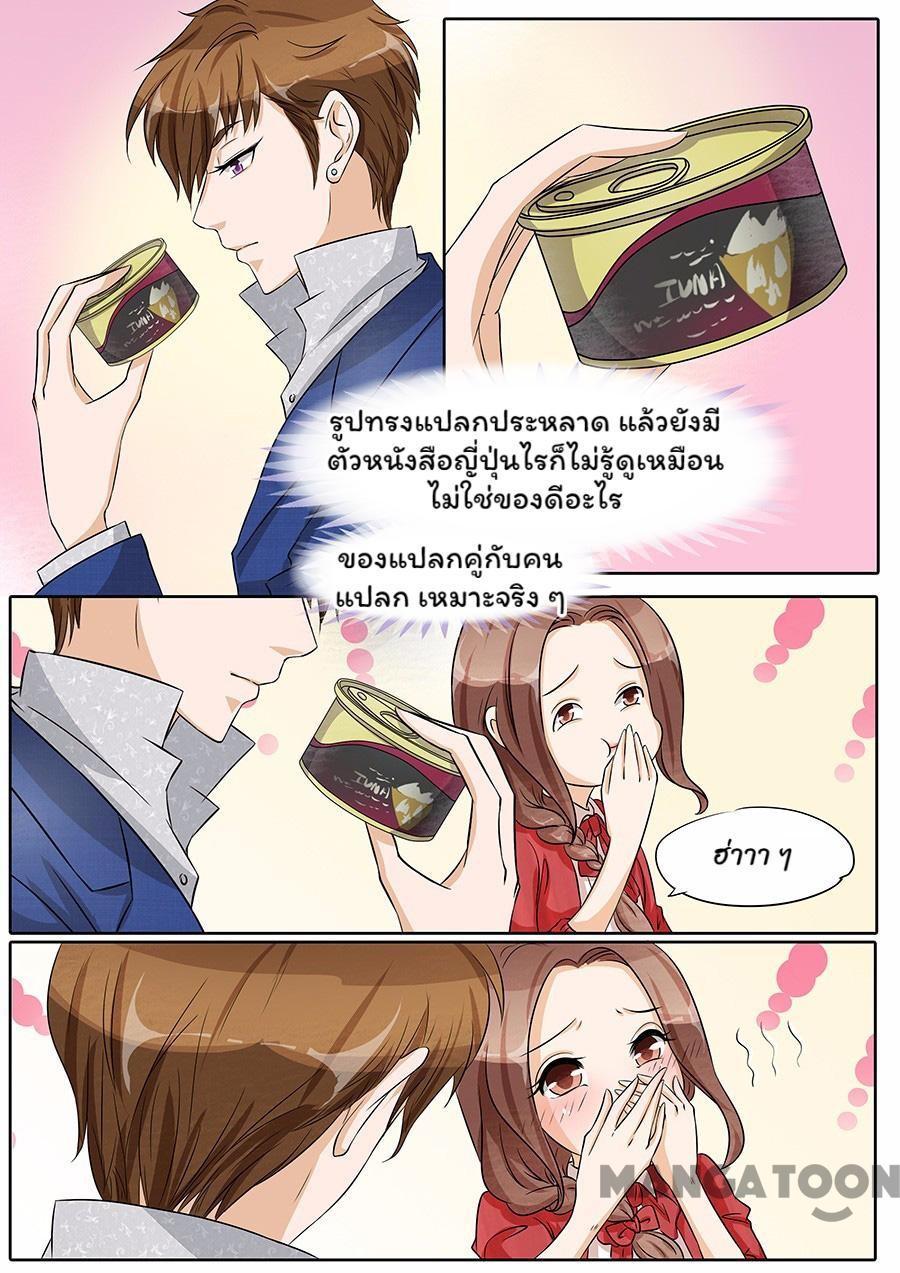 รูปทรงแปลกประหลาด แล้วยังมี
ตัวหนังสือญี่ปุ่นไรก็ไม่รู้ดูเหมือน
ไม่ใช่ของดีอะไร
ของแปลกคู่กับคน
แปลก เหมาะจริง ๆ
ฮ่าาา ๆ
MANGATOON